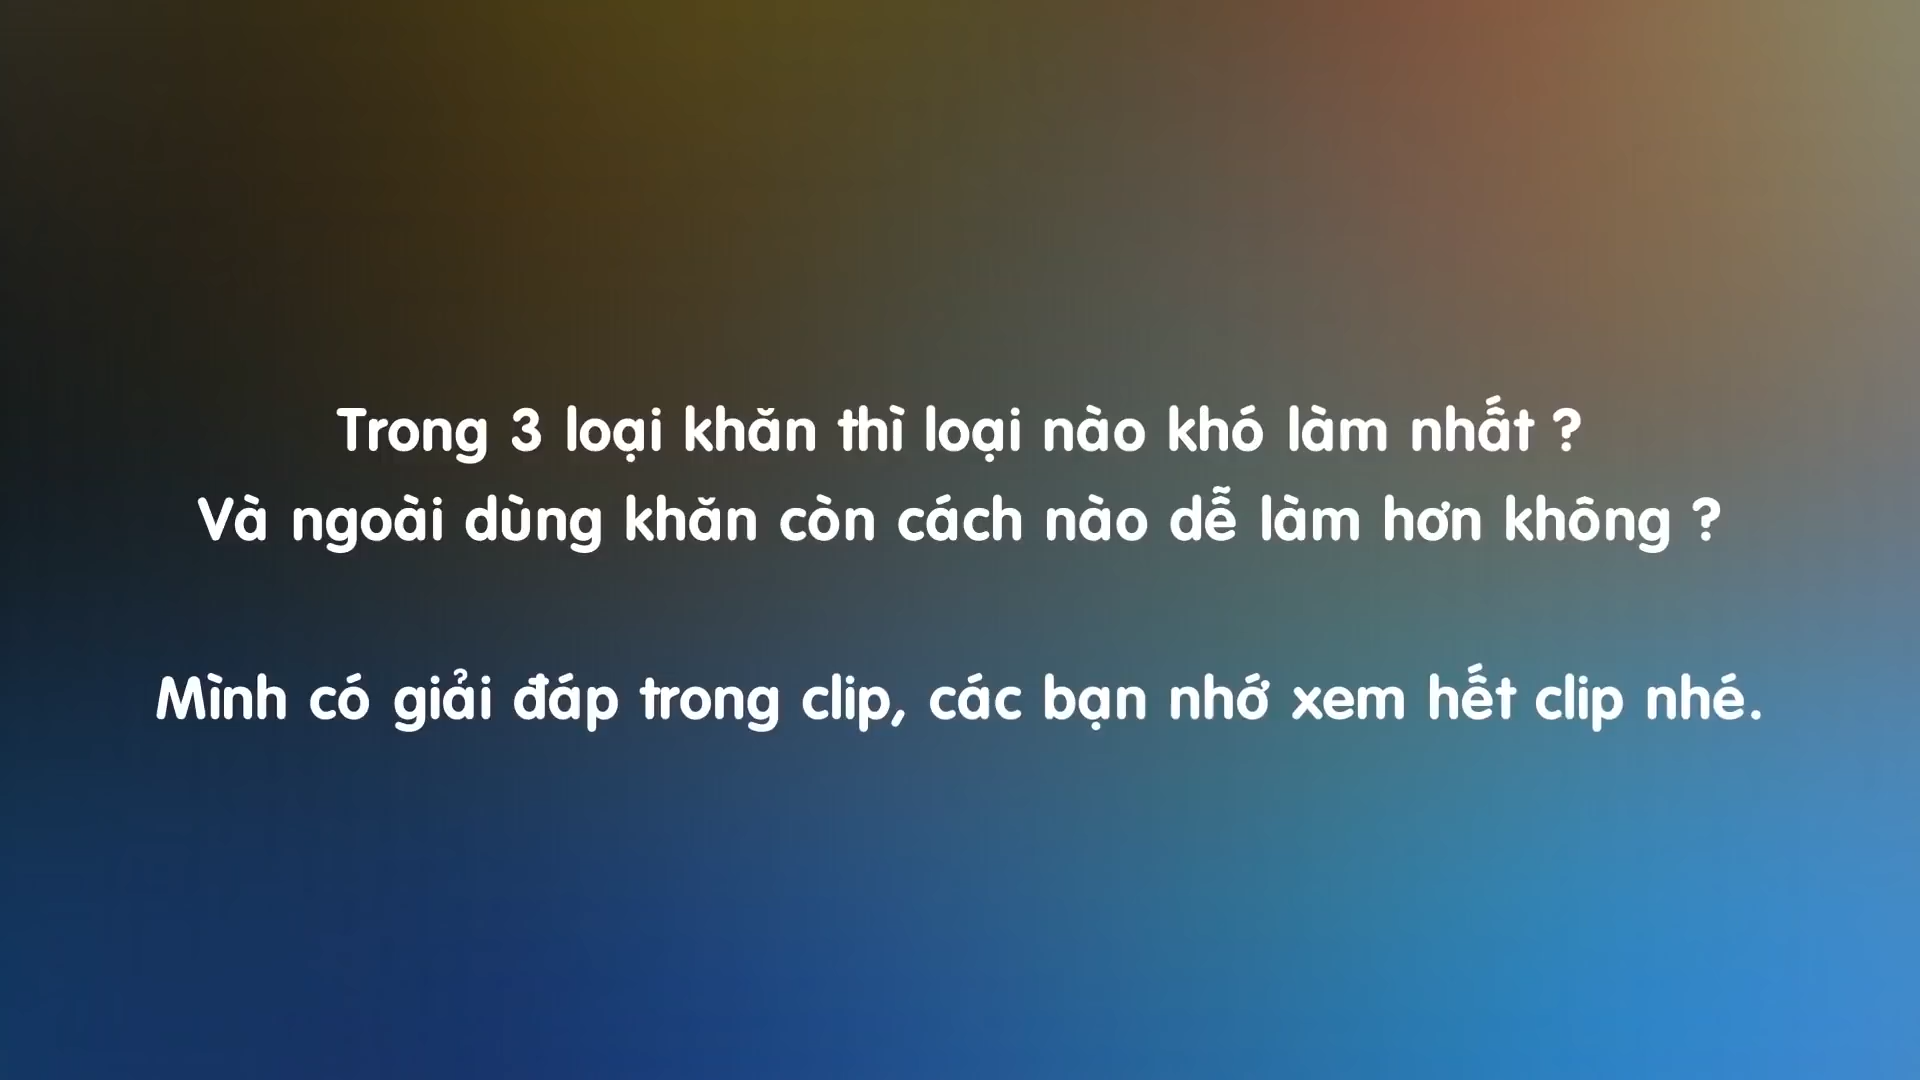 Trong 3 loại khăn thì loại nào khó làm nhất ?
Và ngoài dùng khăn còn cách nào dễ làm hơn không ?
Mình có giải đáp trong clip, các bạn nhớ xem hết clip nhé.